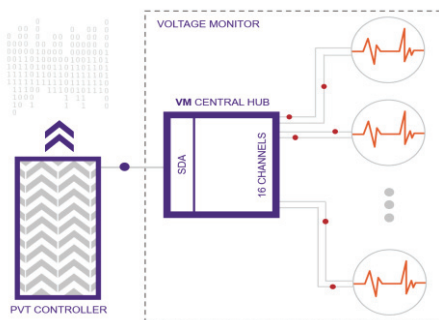 VOLTAGE MONITOR
VM CENTRAL HUB
SDA
16 CHANNELS
PVT CONTROLLER